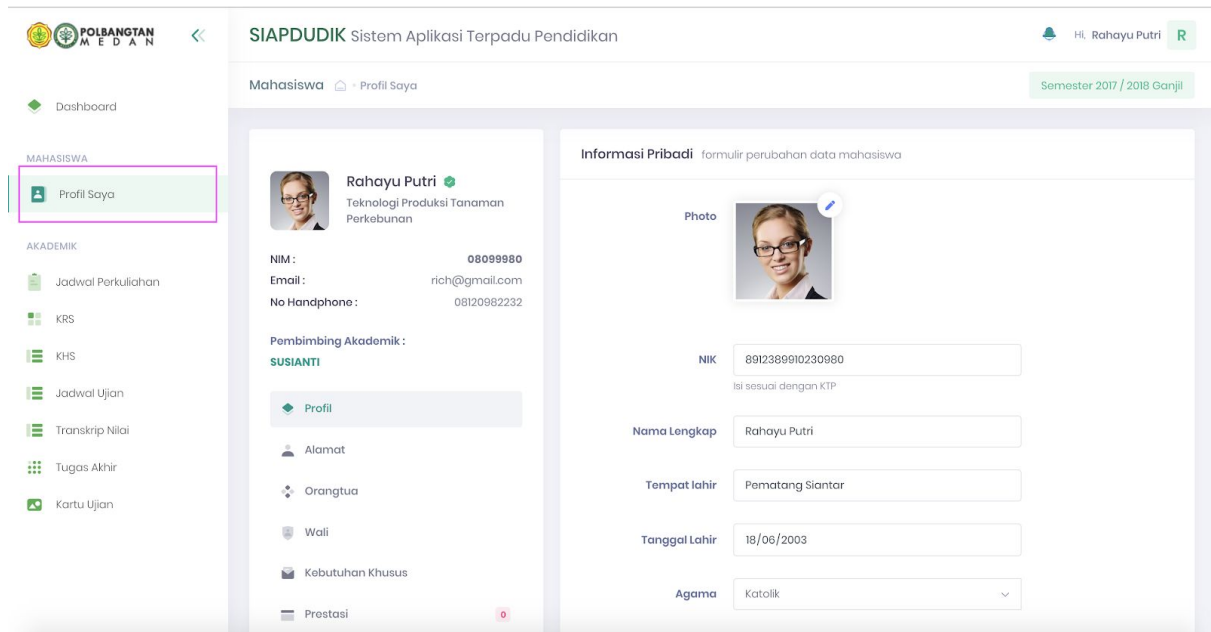 POLBANGTAN
MEDAN
SIAPDUDIK Sistem Aplikasi Terpadu Pendidikan
Hi, Rahayu Putri R
Mahasiswa - Profil Saya
Semester 2017 / 2018 Ganjil
Dashboard
MAHASISWA
Profil Saya
AKADEMIK
Jadwal Perkuliahan
KRS
KHS
Jadwal Ujian
Transkrip Nilai
Tugas Akhir
Kartu Ujian
Rahayu Putri
Teknologi Produksi Tanaman
Perkebunan
NIM : 08099980
Email : rich@gmail.com
No Handphone : 08120982232
Pembimbing Akademik :
SUSIANTI
Profil
Alamat
Orangtua
Wali
Kebutuhan Khusus
Prestasi 0
Informasi Pribadi formulir perubahan data mahasiswa
Photo
NIK 8912389910230980
Isi sesuai dengan KTP
Nama Lengkap Rahayu Putri
Tempat lahir Pematang Siantar
Tanggal Lahir 18/06/2003
Agama Katolik